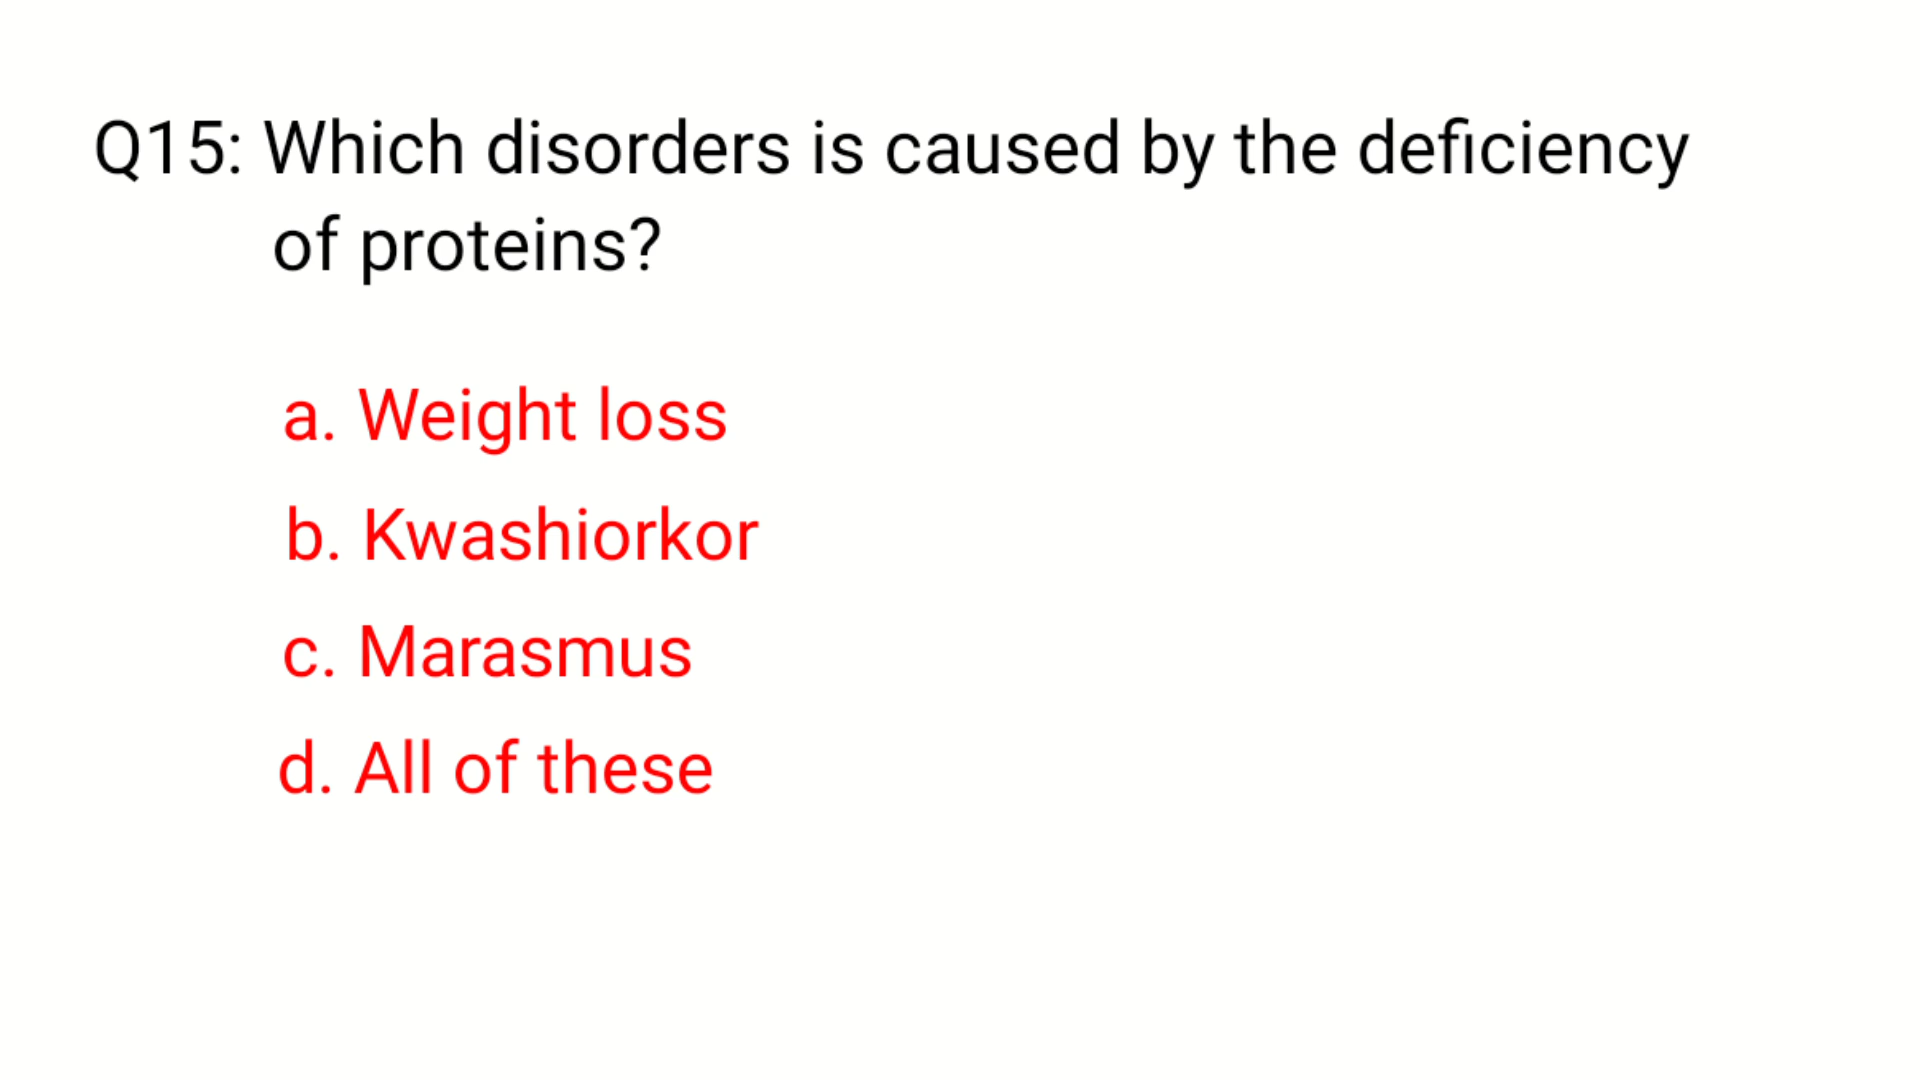 Q15: Which disorders is caused by the deficiency
of proteins?
a. Weight loss
b. Kwashiorkor
c. Marasmus
d. All of these